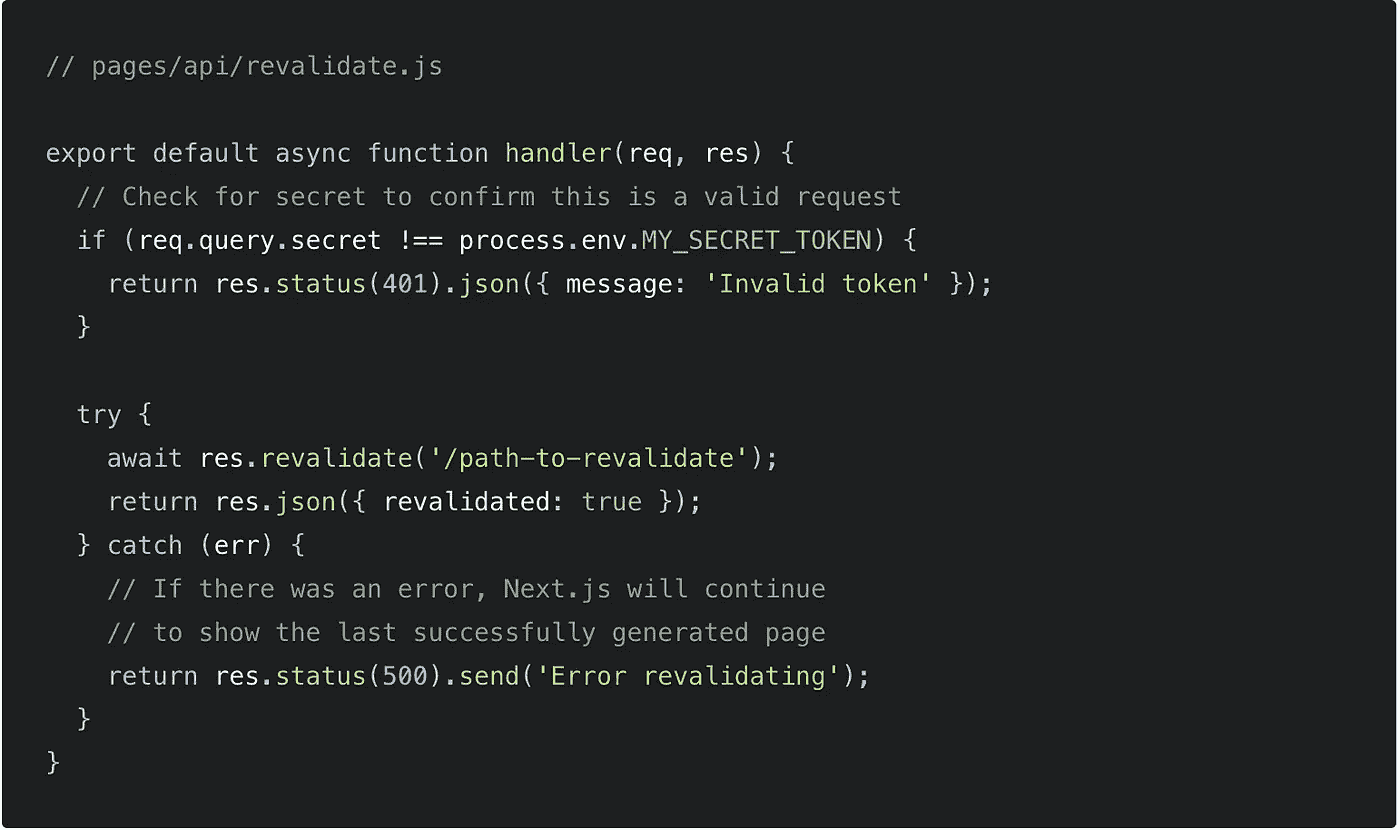 // pages/api/revalidate.js
export default async function handler(req, res) {
  // Check for secret to confirm this is a valid request
  if (req.query.secret !== process.env.MY_SECRET_TOKEN) {
    return res.status(401).json({ message: 'Invalid token' });
  }
  try {
    await res.revalidate('/path-to-revalidate');
    return res.json({ revalidated: true });
  } catch (err) {
    // If there was an error, Next.js will continue
    // to show the last successfully generated page
    return res.status(500).send('Error revalidating');
  }
}